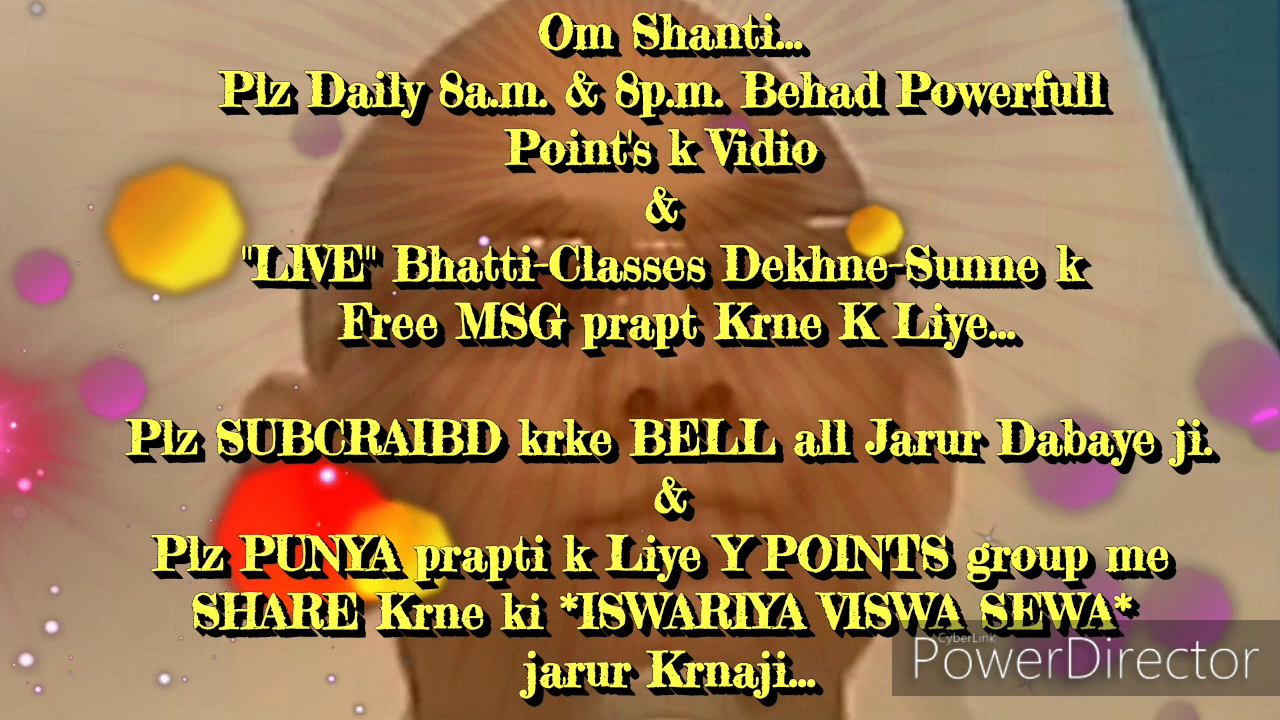 Om Shanti...
Plz Daily 8a.m. & 8p.m. Behad Powerfull
Point's k Vidio
&
"LIVE" Bhatti-Classes Dekhne-Sunne k
Free MSG prapt Krne K Liye...
Plz SUBCRAIBD krke BELL all Jarur Dabaye ji.
&
Plz PUNYA prapti k Liye Y POINTS group me
SHARE Krne ki *ISWARIYA VISWA SEWA*
jarur Krnaji...
CyberLink
PowerDirector